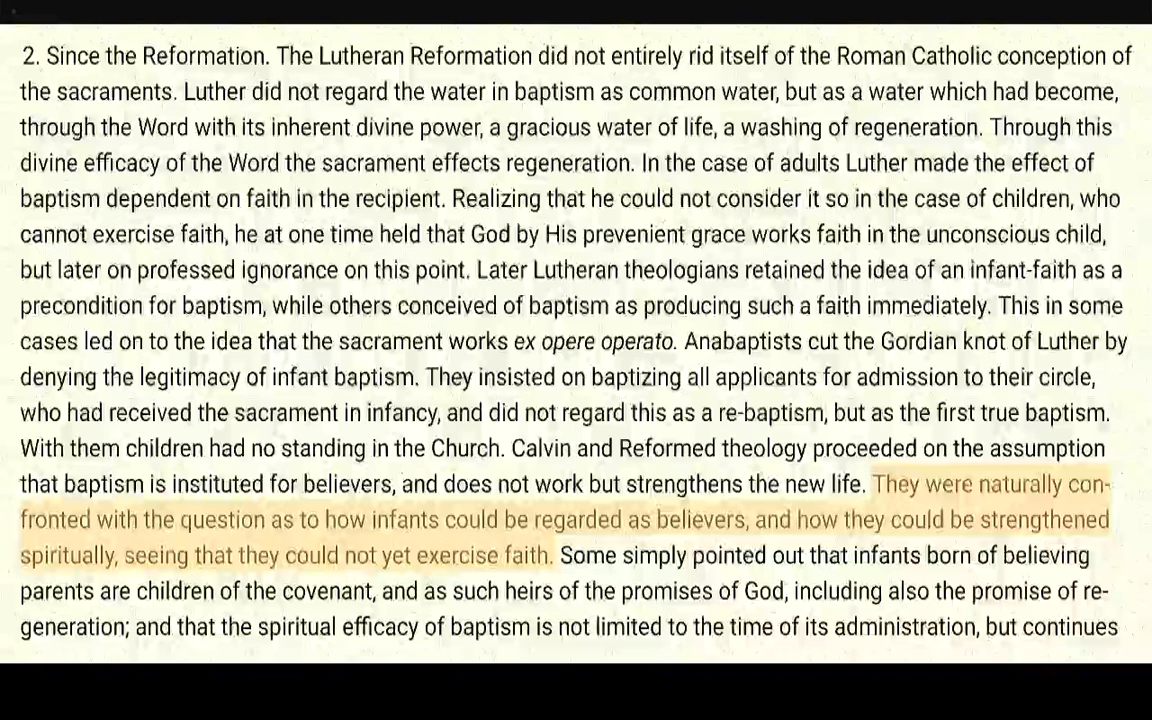 2. Since the Reformation. The Lutheran Reformation did not entirely rid itself of the Roman Catholic conception of
the sacraments. Luther did not regard the water in baptism as common water, but as a water which had become,
through the Word with its inherent divine power, a gracious water of life, a washing of regeneration. Through this
divine efficacy of the Word the sacrament effects regeneration. In the case of adults Luther made the effect of
baptism dependent on faith in the recipient. Realizing that he could not consider it so in the case of children, who
cannot exercise faith, he at one time held that God by His prevenient grace works faith in the unconscious child,
but later on professed ignorance on this point. Later Lutheran theologians retained the idea of an infant-faith as a
precondition for baptism, while others conceived of baptism as producing such a faith immediately. This in some
cases led on to the idea that the sacrament works ex opere operato. Anabaptists cut the Gordian knot of Luther by
denying the legitimacy of infant baptism. They insisted on baptizing all applicants for admission to their circle,
who had received the sacrament in infancy, and did not regard this as a re-baptism, but as the first true baptism.
With them children had no standing in the Church. Calvin and Reformed theology proceeded on the assumption
that baptism is instituted for believers, and does not work but strengthens the new life. They were naturally con-
fronted with the question as to how infants could be regarded as believers, and how they could be strengthened
spiritually, seeing that they could not yet exercise faith. Some simply pointed out that infants born of believing
parents are children of the covenant, and as such heirs of the promises of God, including also the promise of re-
generation; and that the spiritual efficacy of baptism is not limited to the time of its administration, but continues